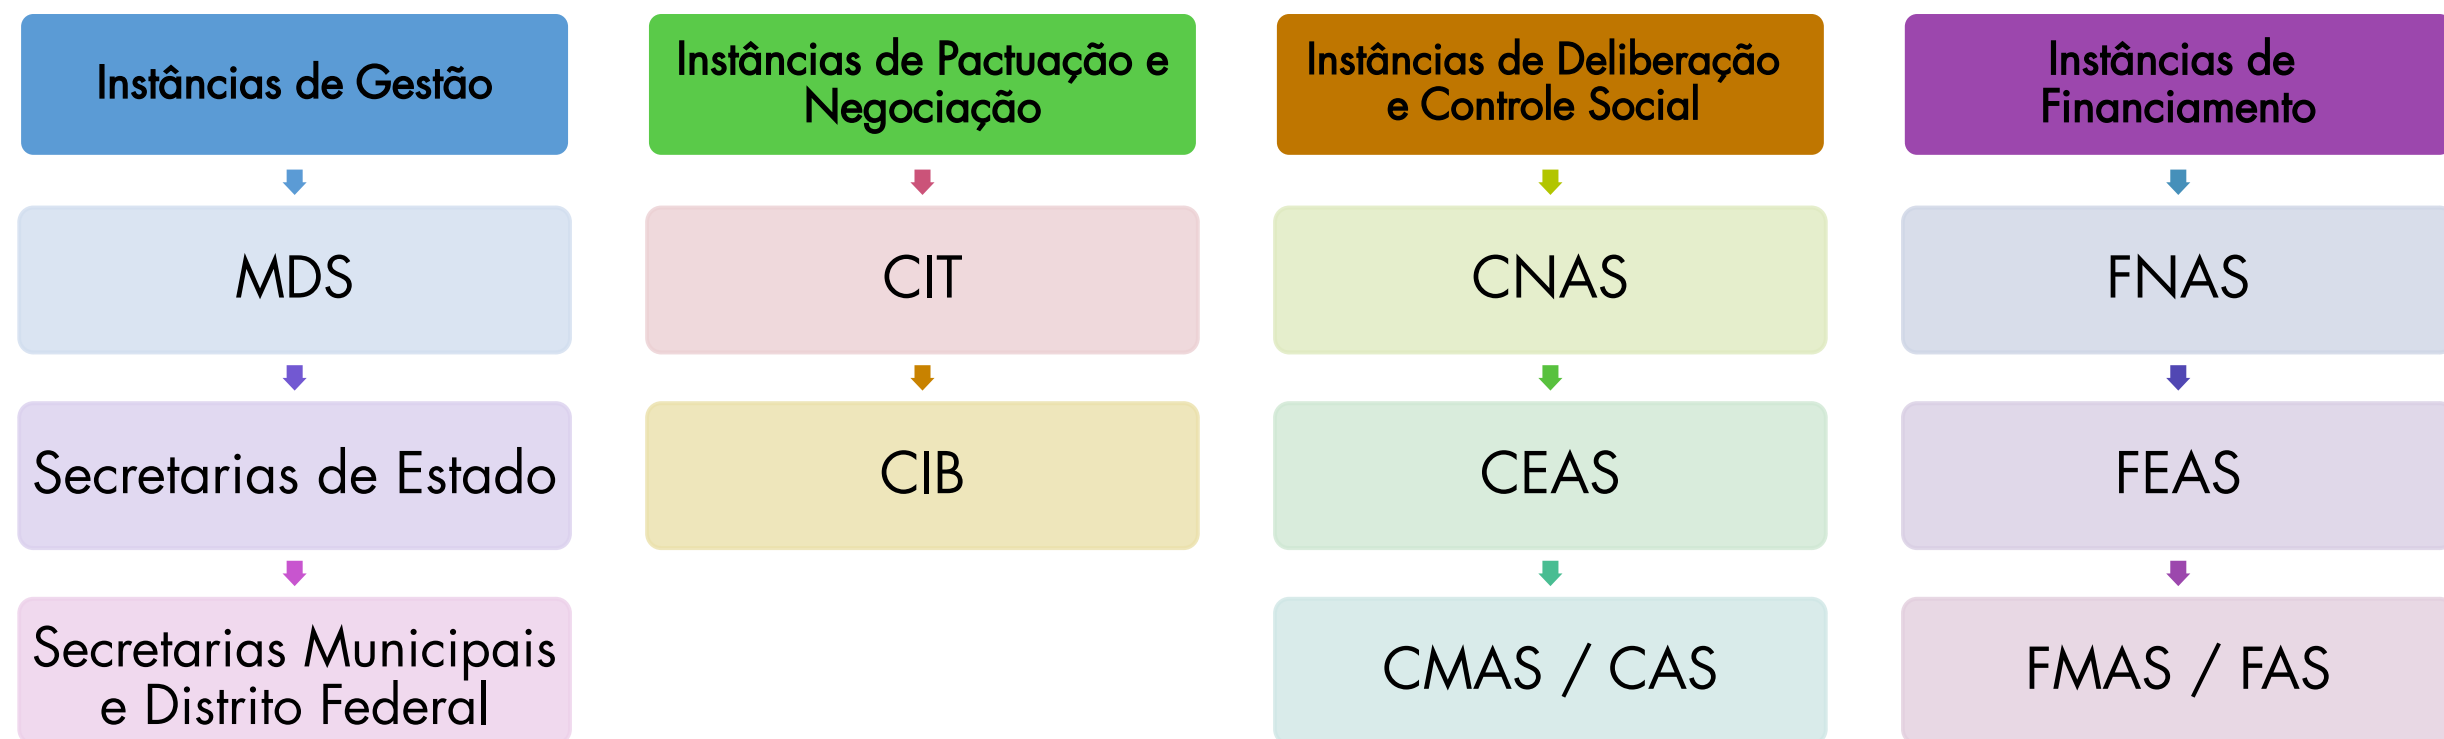 Instâncias de Gestão
Instâncias de Pactuação e
Negociação
Instâncias de Deliberação
e Controle Social
Instâncias de
Financiamento
MDS
CIT
CNAS
FNAS
Secretarias de Estado
CIB
CEAS
FEAS
Secretarias Municipais
e Distrito Federal
CMAS / CAS
FMAS / FAS